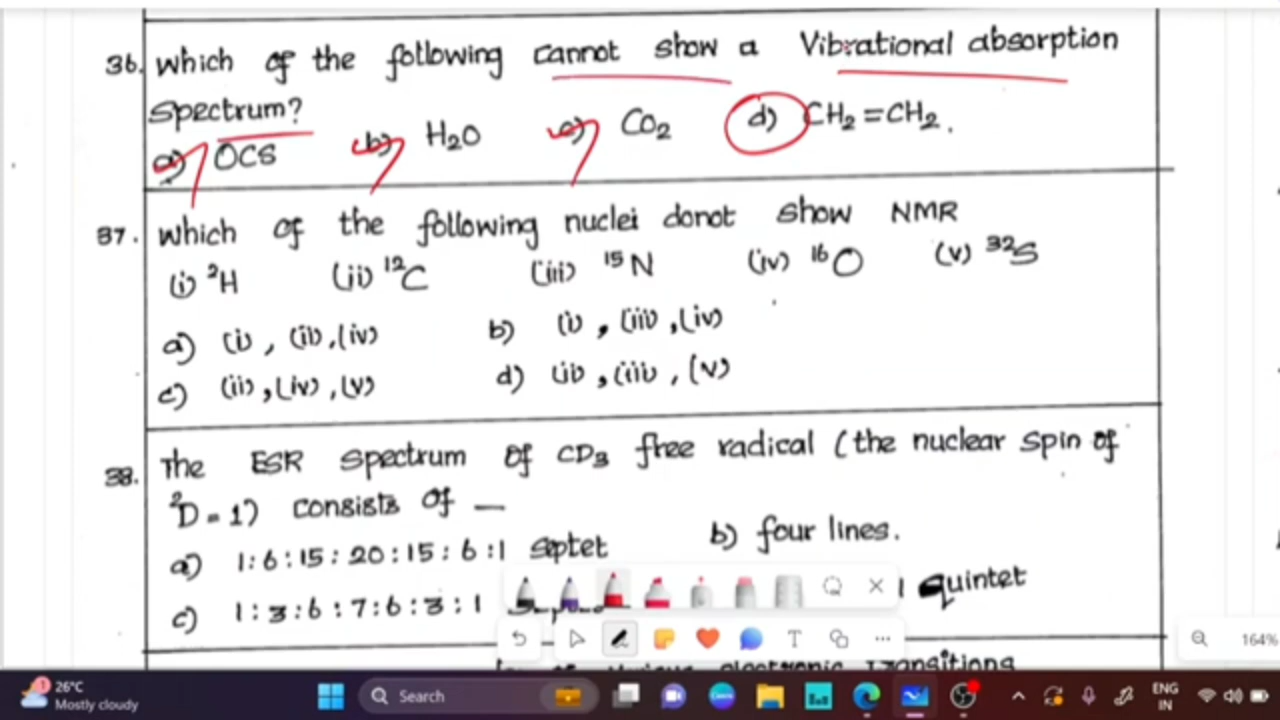 36. Which of the following cannot show a Vibrational absorption
Spectrum?
a) OCS b) H2O c) CO2 d) CH2=CH2.
37. Which of the following nuclei donot show NMR
(i) ²H (ii) ¹²C (iii) ¹⁵N (iv) ¹⁶O (v) ³²S
a) (i), (ii), (iv) b) (i), (iii), (iv)
c) (ii), (iv), (v) d) (ii), (iii), (v)
38. The ESR Spectrum of CD3 free radical (the nuclear spin of
²D = 1) consists of —
a) 1:6:15:20:15:6:1 Septet b) four lines.
c) 1:3:6:7:6:3:1 quintet
electronic transitions
T
164%
26°C
Mostly cloudy
1
Search
ENG
IN